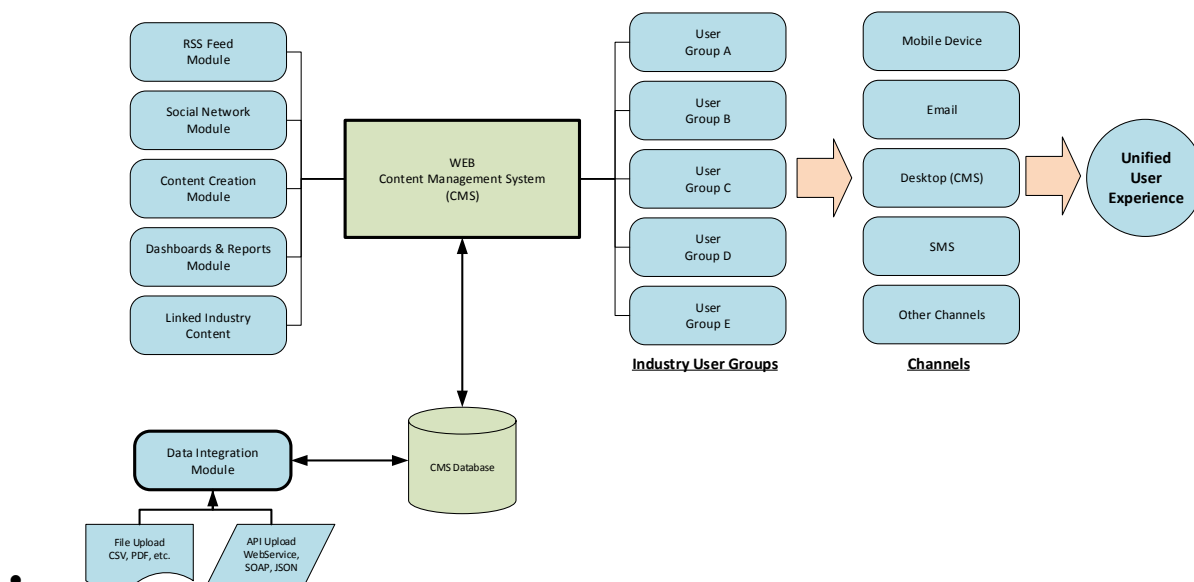 RSS Feed
Module
Social Network
Module
Content Creation
Module
Dashboards & Reports
Module
Linked Industry
Content
WEB
Content Management System
(CMS)
User
Group A
User
Group B
User
Group C
User
Group D
User
Group E
Industry User Groups
Mobile Device
Email
Desktop (CMS)
SMS
Other Channels
Channels
Unified
User
Experience
Data Integration
Module
CMS Database
File Upload
CSV, PDF, etc.
API Upload
WebService,
SOAP, JSON